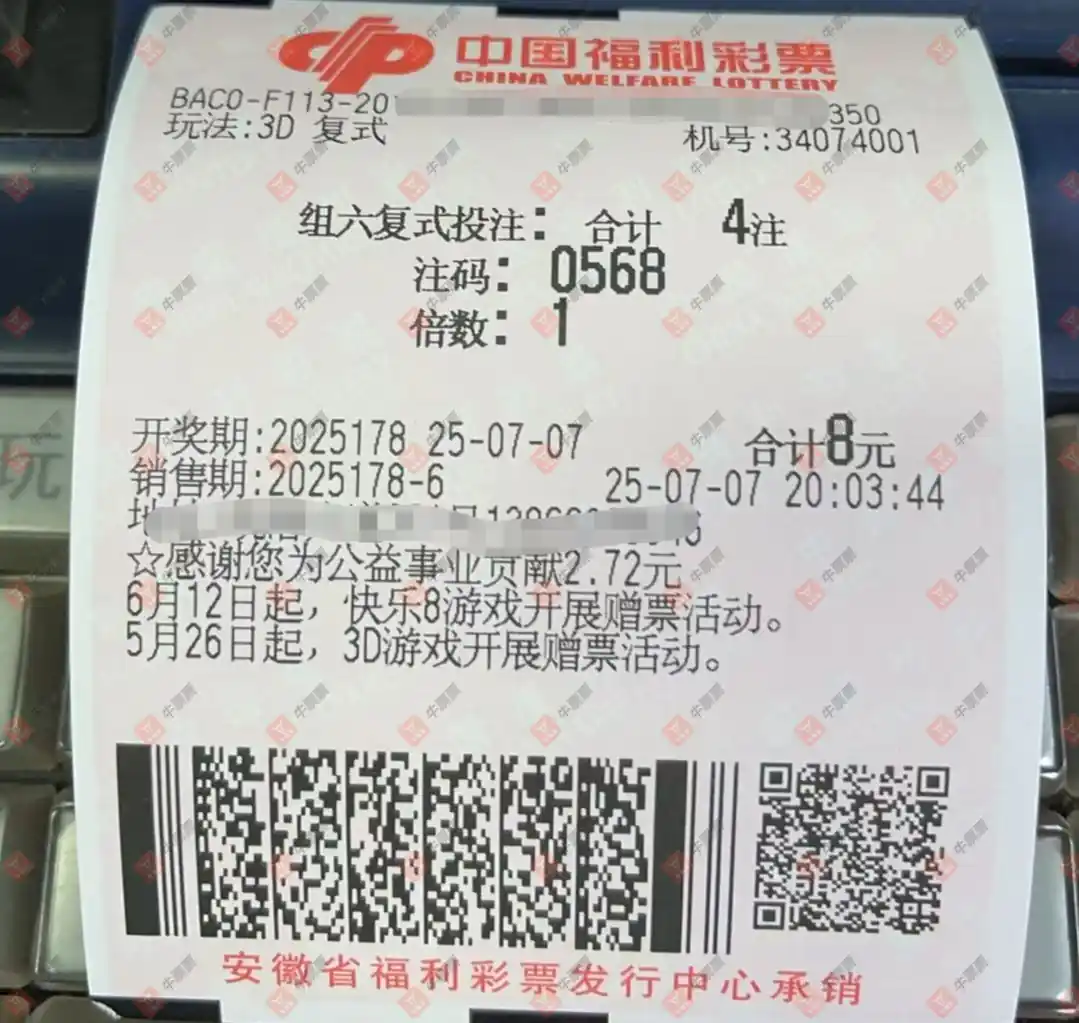 中国福利彩票
CHINA WELFARE LOTTERY
BAC0-F113-20 350
玩法:3D 复式 机号:34074001
组六复式投注: 合计 4注
注码: 0568
倍数: 1
开奖期:2025178 25-07-07 合计8元
销售期:2025178-6 25-07-07 20:03:44
☆感谢您为公益事业贡献2.72元
6月12日起，快乐8游戏开展赠票活动。
5月26日起，3D游戏开展赠票活动。
安徽省福利彩票发行中心承销
牛票票
玩